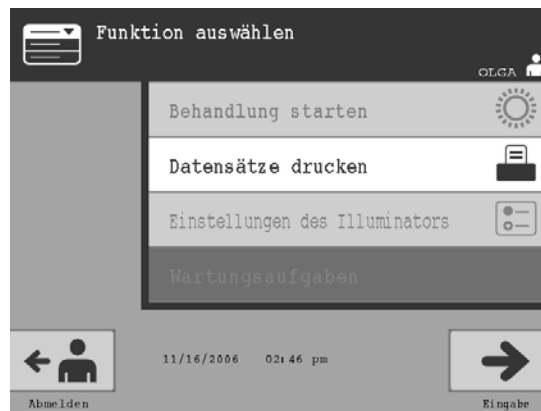 Funktion auswählen
OLGA
Behandlung starten
Datensätze drucken
Einstellungen des Illuminators
Wartungsaufgaben
11/16/2006 02:46 pm
Abmelden
Eingabe